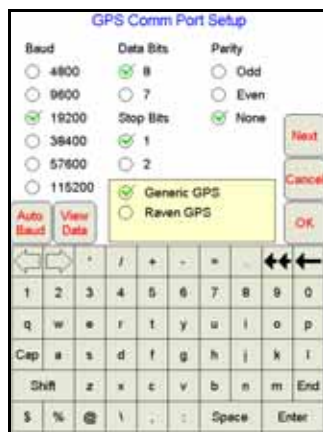 GPS Comm Port Setup
Baud Data Bits Parity
4800 8 Odd
9600 7 Even
19200 Stop Bits None
38400 1 Next
57600 2
115200 Generic GPS Cancel
Auto Baud View Data Raven GPS OK
' / + - =
1 2 3 4 5 6 7 8 9 0
q w e r t y u i o p
Cap a s d f g h j k l
Shift z x c v b n m End
$ % @ \ . : Space Enter